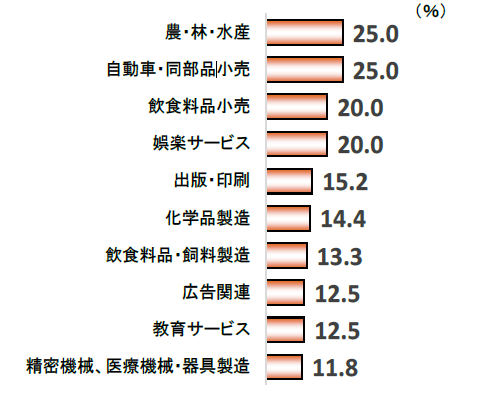 (%)
農・林・水産 25.0
自動車・同部品小売 25.0
飲食料品小売 20.0
娯楽サービス 20.0
出版・印刷 15.2
化学品製造 14.4
飲食料品・飼料製造 13.3
広告関連 12.5
教育サービス 12.5
精密機械、医療機械・器具製造 11.8